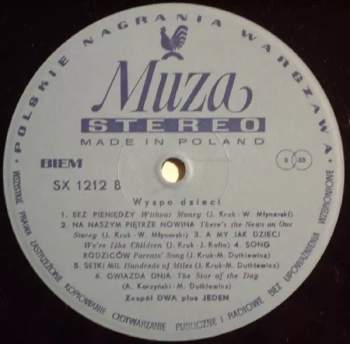 POLSKIE NAGRANIA WARSZAWA
Muza
STEREO
MADE IN POLAND
BIEM
SX 1212 B
Wyspa dzieci
1. BEZ PIENIĘDZY Without Money (J. Kruk - W. Młynarski)
2. NA NASZYM PIĘTRZE NOWINA There's the News on Our
Storey (J. Kruk - W. Młynarski) 3. A MY JAK DZIECI
We're Like Children (J. Kruk - J. Kofta) 4. SONG
RODZICÓW Parents' Song (J. Kruk - M. Dutkiewicz)
5. SETKI MIL Hundreds of Miles (J. Kruk - M. Dutkiewicz)
6. GWIAZDA DNIA The Star of the Day
(A. Korzyński - M. Dutkiewicz)
Zespół DWA plus JEDEN
WSZYSTKIE PRAWA ZASTRZEŻONE KOPIOWANIE ODTWARZANIE PUBLICZNE I RADIOWE BEZ UPOWAŻNIENIA WZBRONIONE